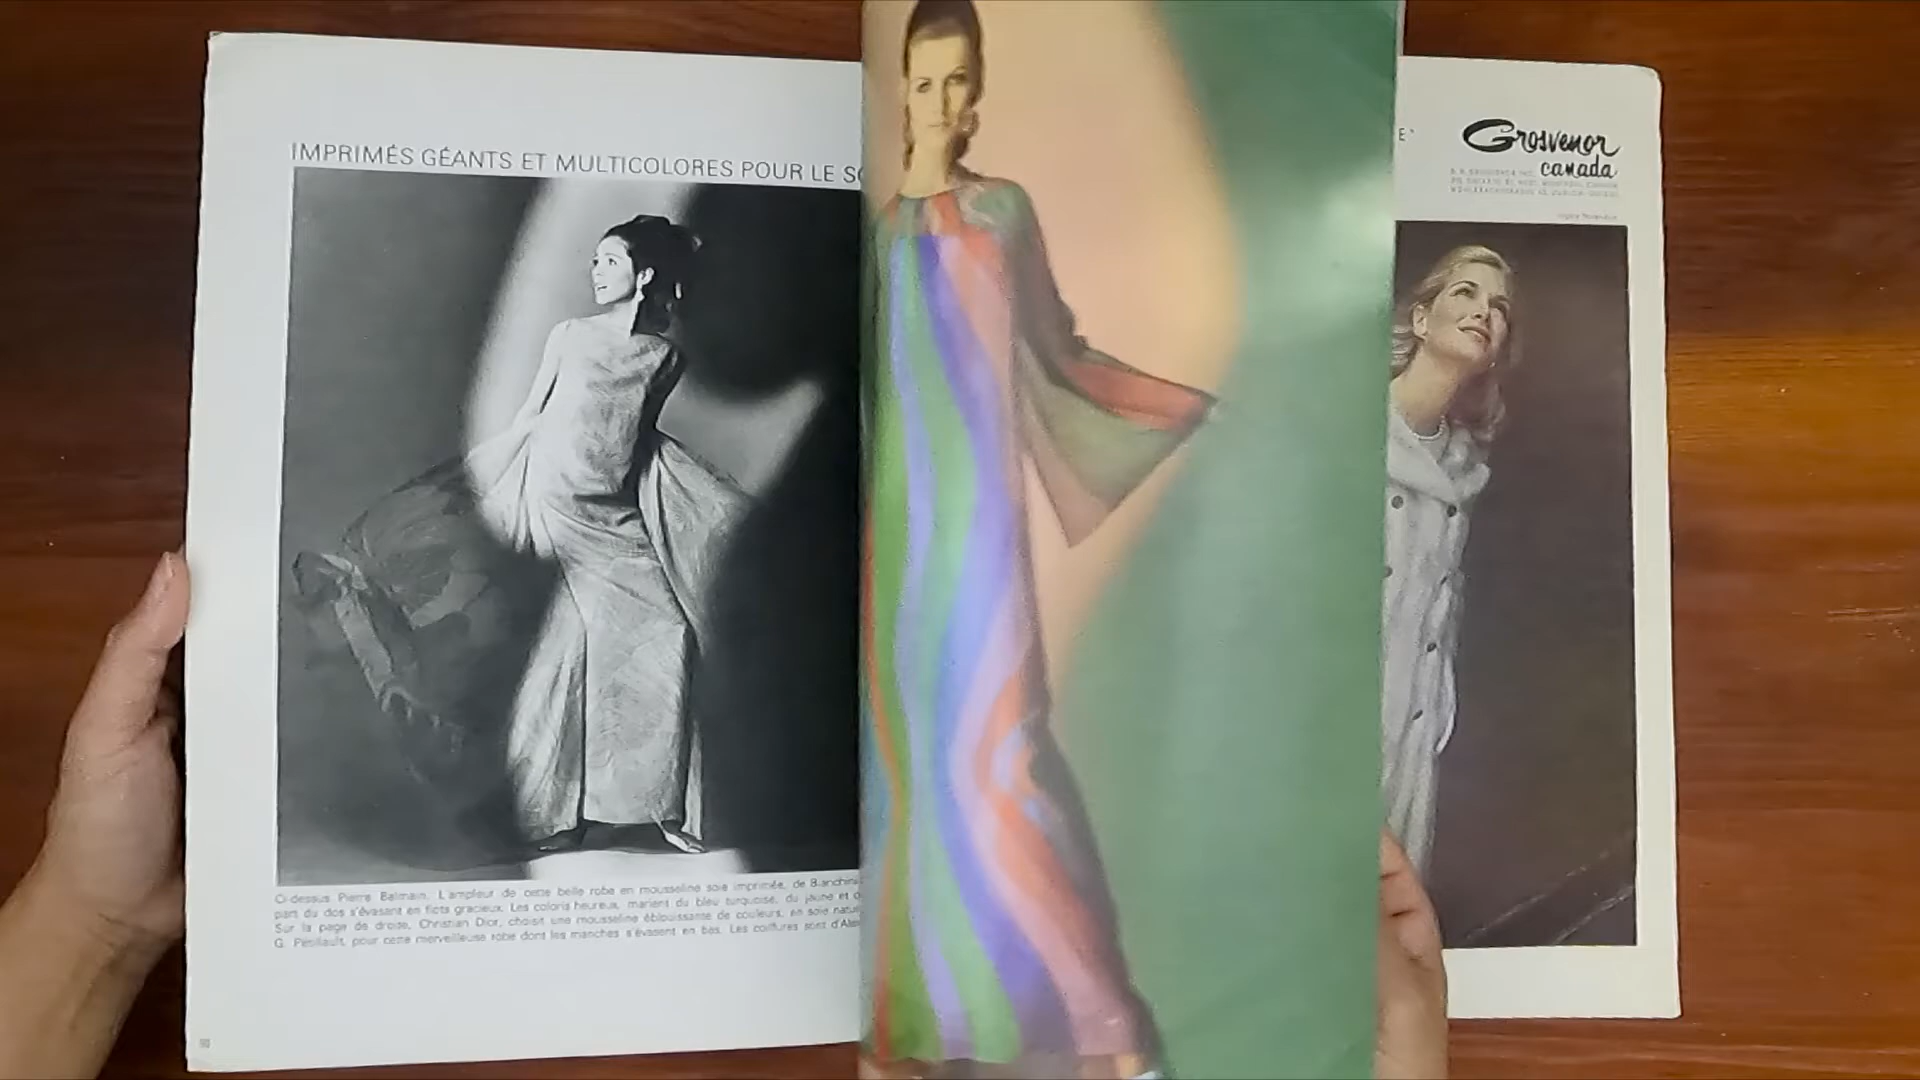 IMPRIMÉS GÉANTS ET MULTICOLORES POUR LE SO
Ci-dessus Pierre Balmain. L'ampleur de cette belle robe en mousseline soie imprimée, de Bianchini
part du dos s'évasant en flots gracieux. Les coloris heureux, marient du bleu turquoise, du jaune et d
Sur la page de droite, Christian Dior, choisit une mousseline éblouissante de couleurs, en soie natur
G. Pétillault, pour cette merveilleuse robe dont les manches s'évasent en bas. Les coiffures sont d'Ale
E'
Grosvenor
canada